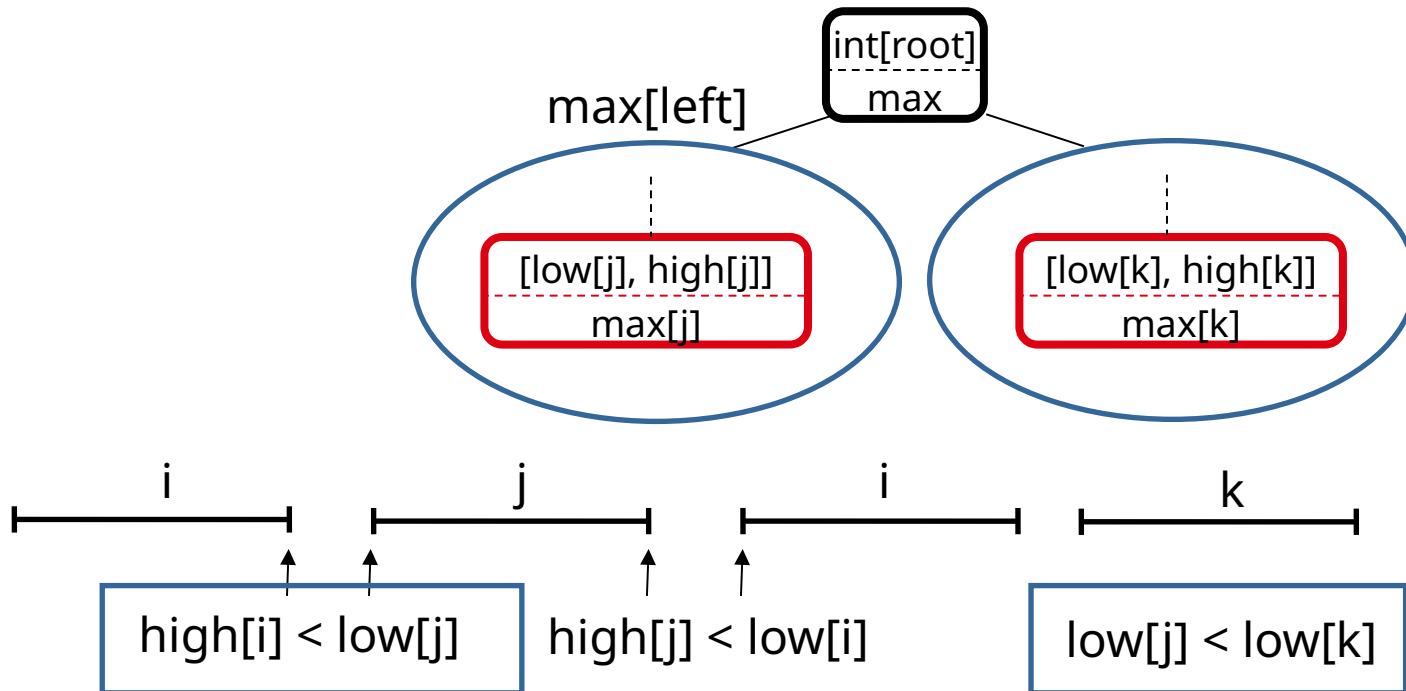 int[root]
max
max[left]
[low[j], high[j]]
max[j]
[low[k], high[k]]
max[k]
i
j
i
k
high[i] < low[j]
high[j] < low[i]
low[j] < low[k]